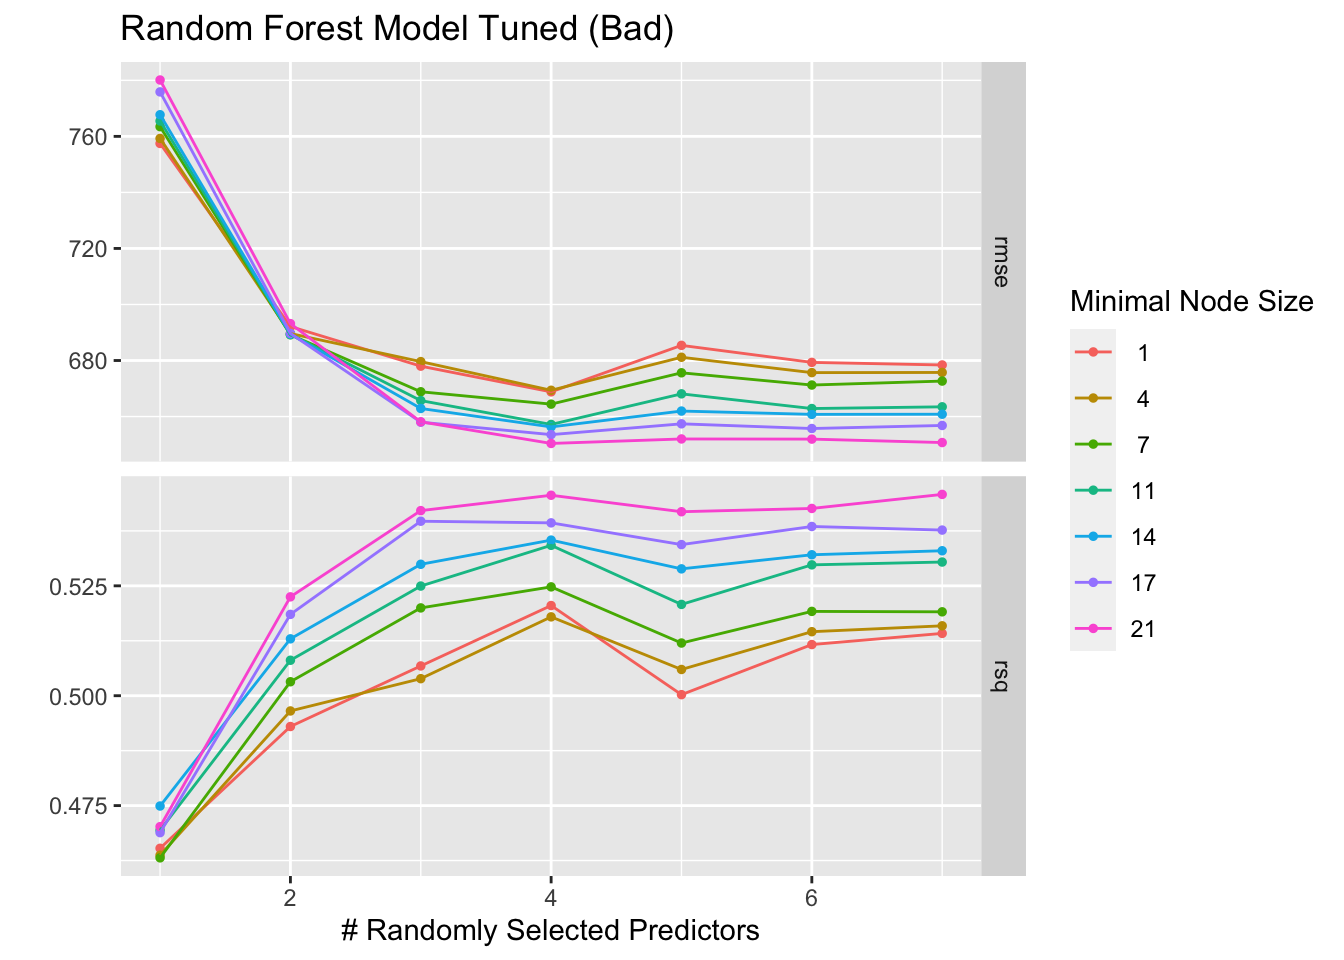 Random Forest Model Tuned (Bad)
760
720
680
rmse
0.525
0.500
0.475
rsq
2 4 6
# Randomly Selected Predictors
Minimal Node Size
1
4
7
11
14
17
21